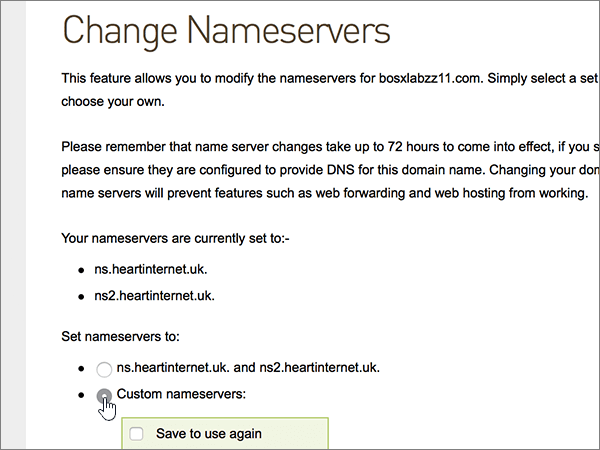 Change Nameservers
This feature allows you to modify the nameservers for bosxlabzz11.com. Simply select a set
choose your own.
Please remember that name server changes take up to 72 hours to come into effect, if you s
please ensure they are configured to provide DNS for this domain name. Changing your don
name servers will prevent features such as web forwarding and web hosting from working.
Your nameservers are currently set to:-
ns.heartinternet.uk.
ns2.heartinternet.uk.
Set nameservers to:
ns.heartinternet.uk. and ns2.heartinternet.uk.
Custom nameservers:
Save to use again